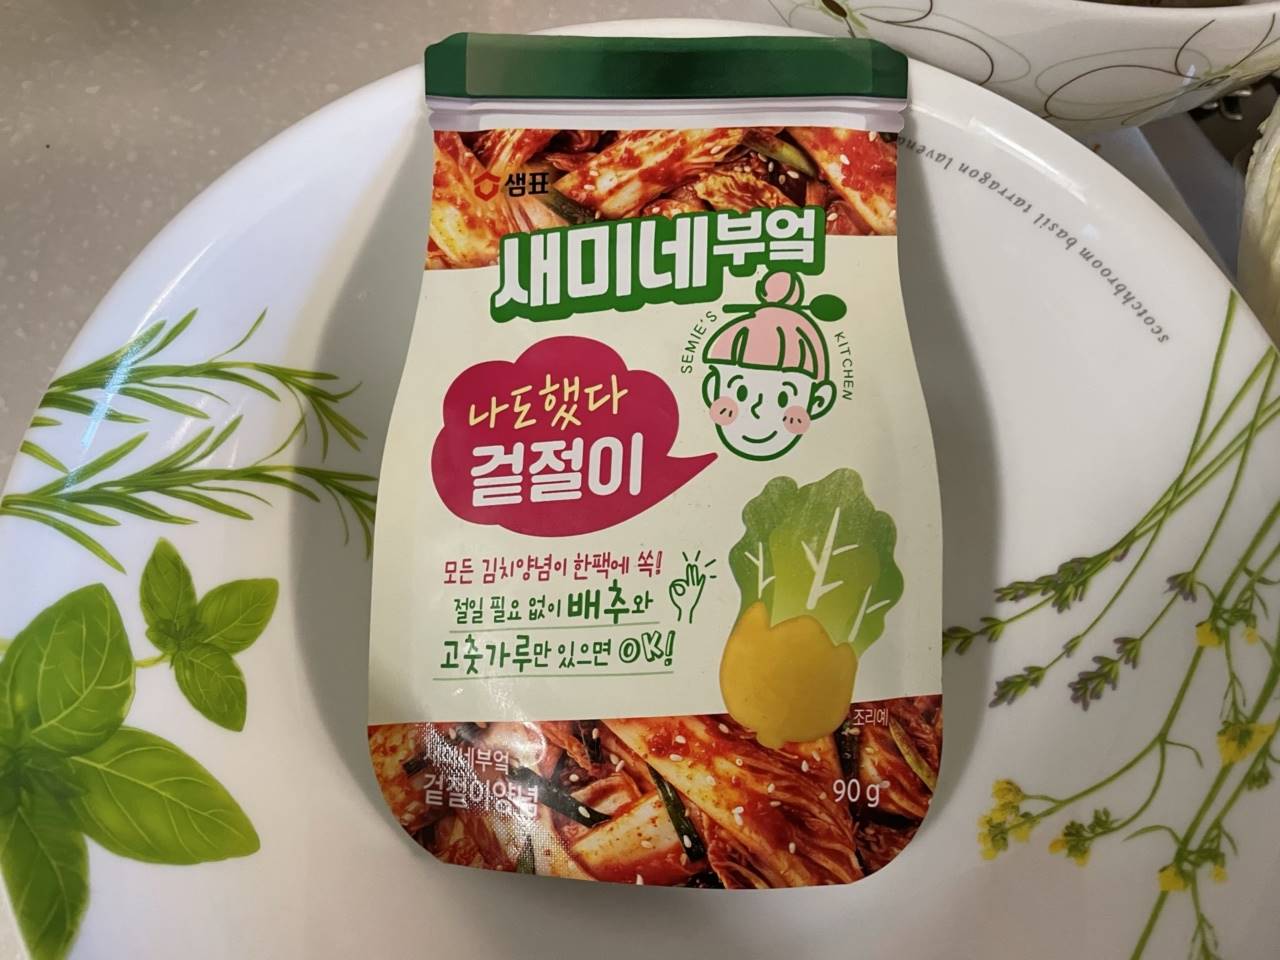 샘표
새미네부엌
SEMIE'S KITCHEN
나도했다
겉절이
모든 김치양념이 한팩에 쏙!
절일 필요 없이 배추와
고춧가루만 있으면 OK!
조리예
새미네부엌
겉절이양념
90 g
scotchbroom basil tarragon lavender